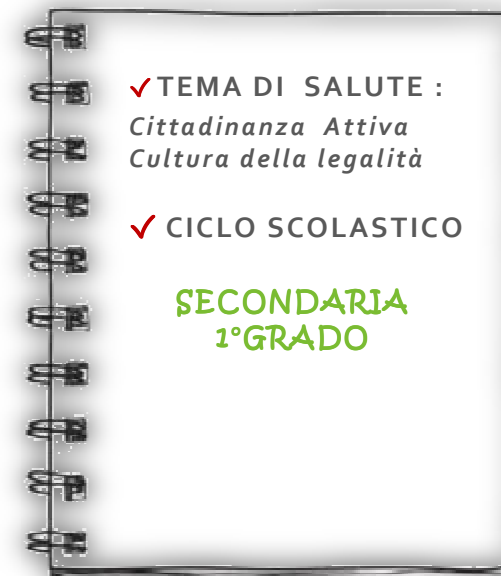 ✓ TEMA DI SALUTE :
Cittadinanza Attiva
Cultura della legalità
✓ CICLO SCOLASTICO
SECONDARIA
1°GRADO